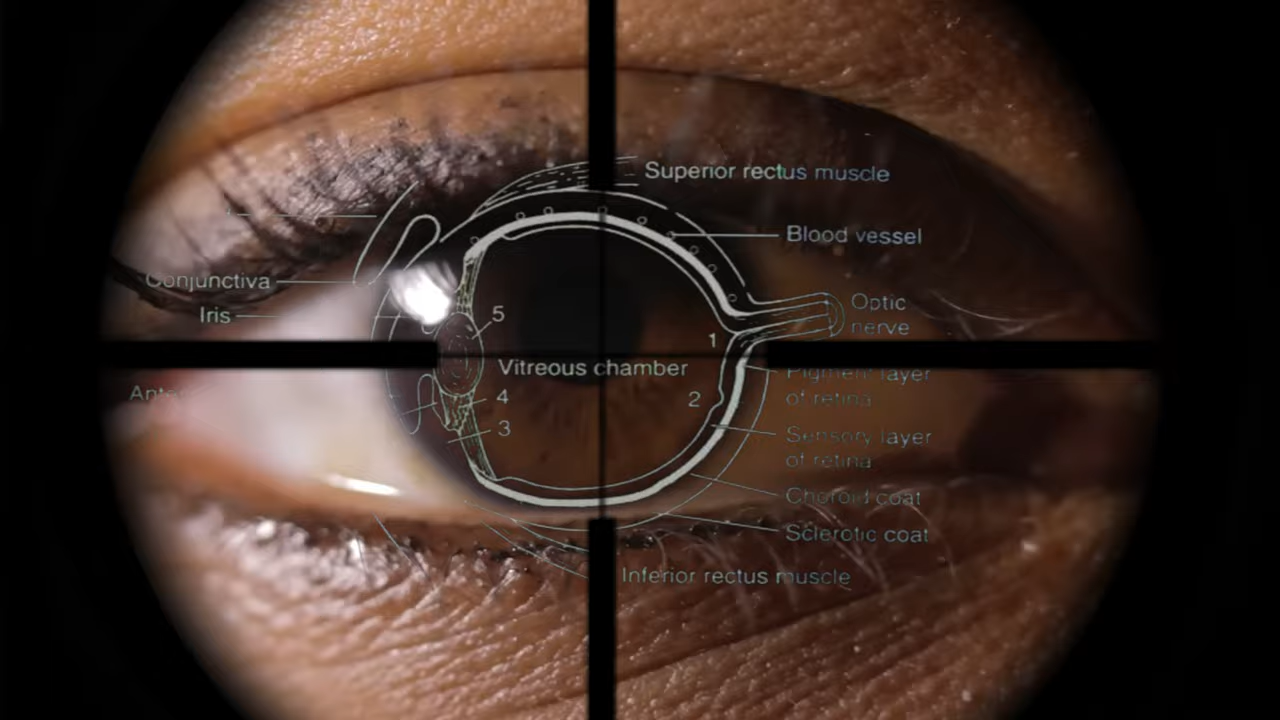 Superior rectus muscle
Blood vessel
Conjunctiva
Iris
Optic
nerve
5
1
Vitreous chamber
Pigment layer
of retina
4
2
3
Sensory layer
of retina
Choroid coat
Sclerotic coat
Inferior rectus muscle